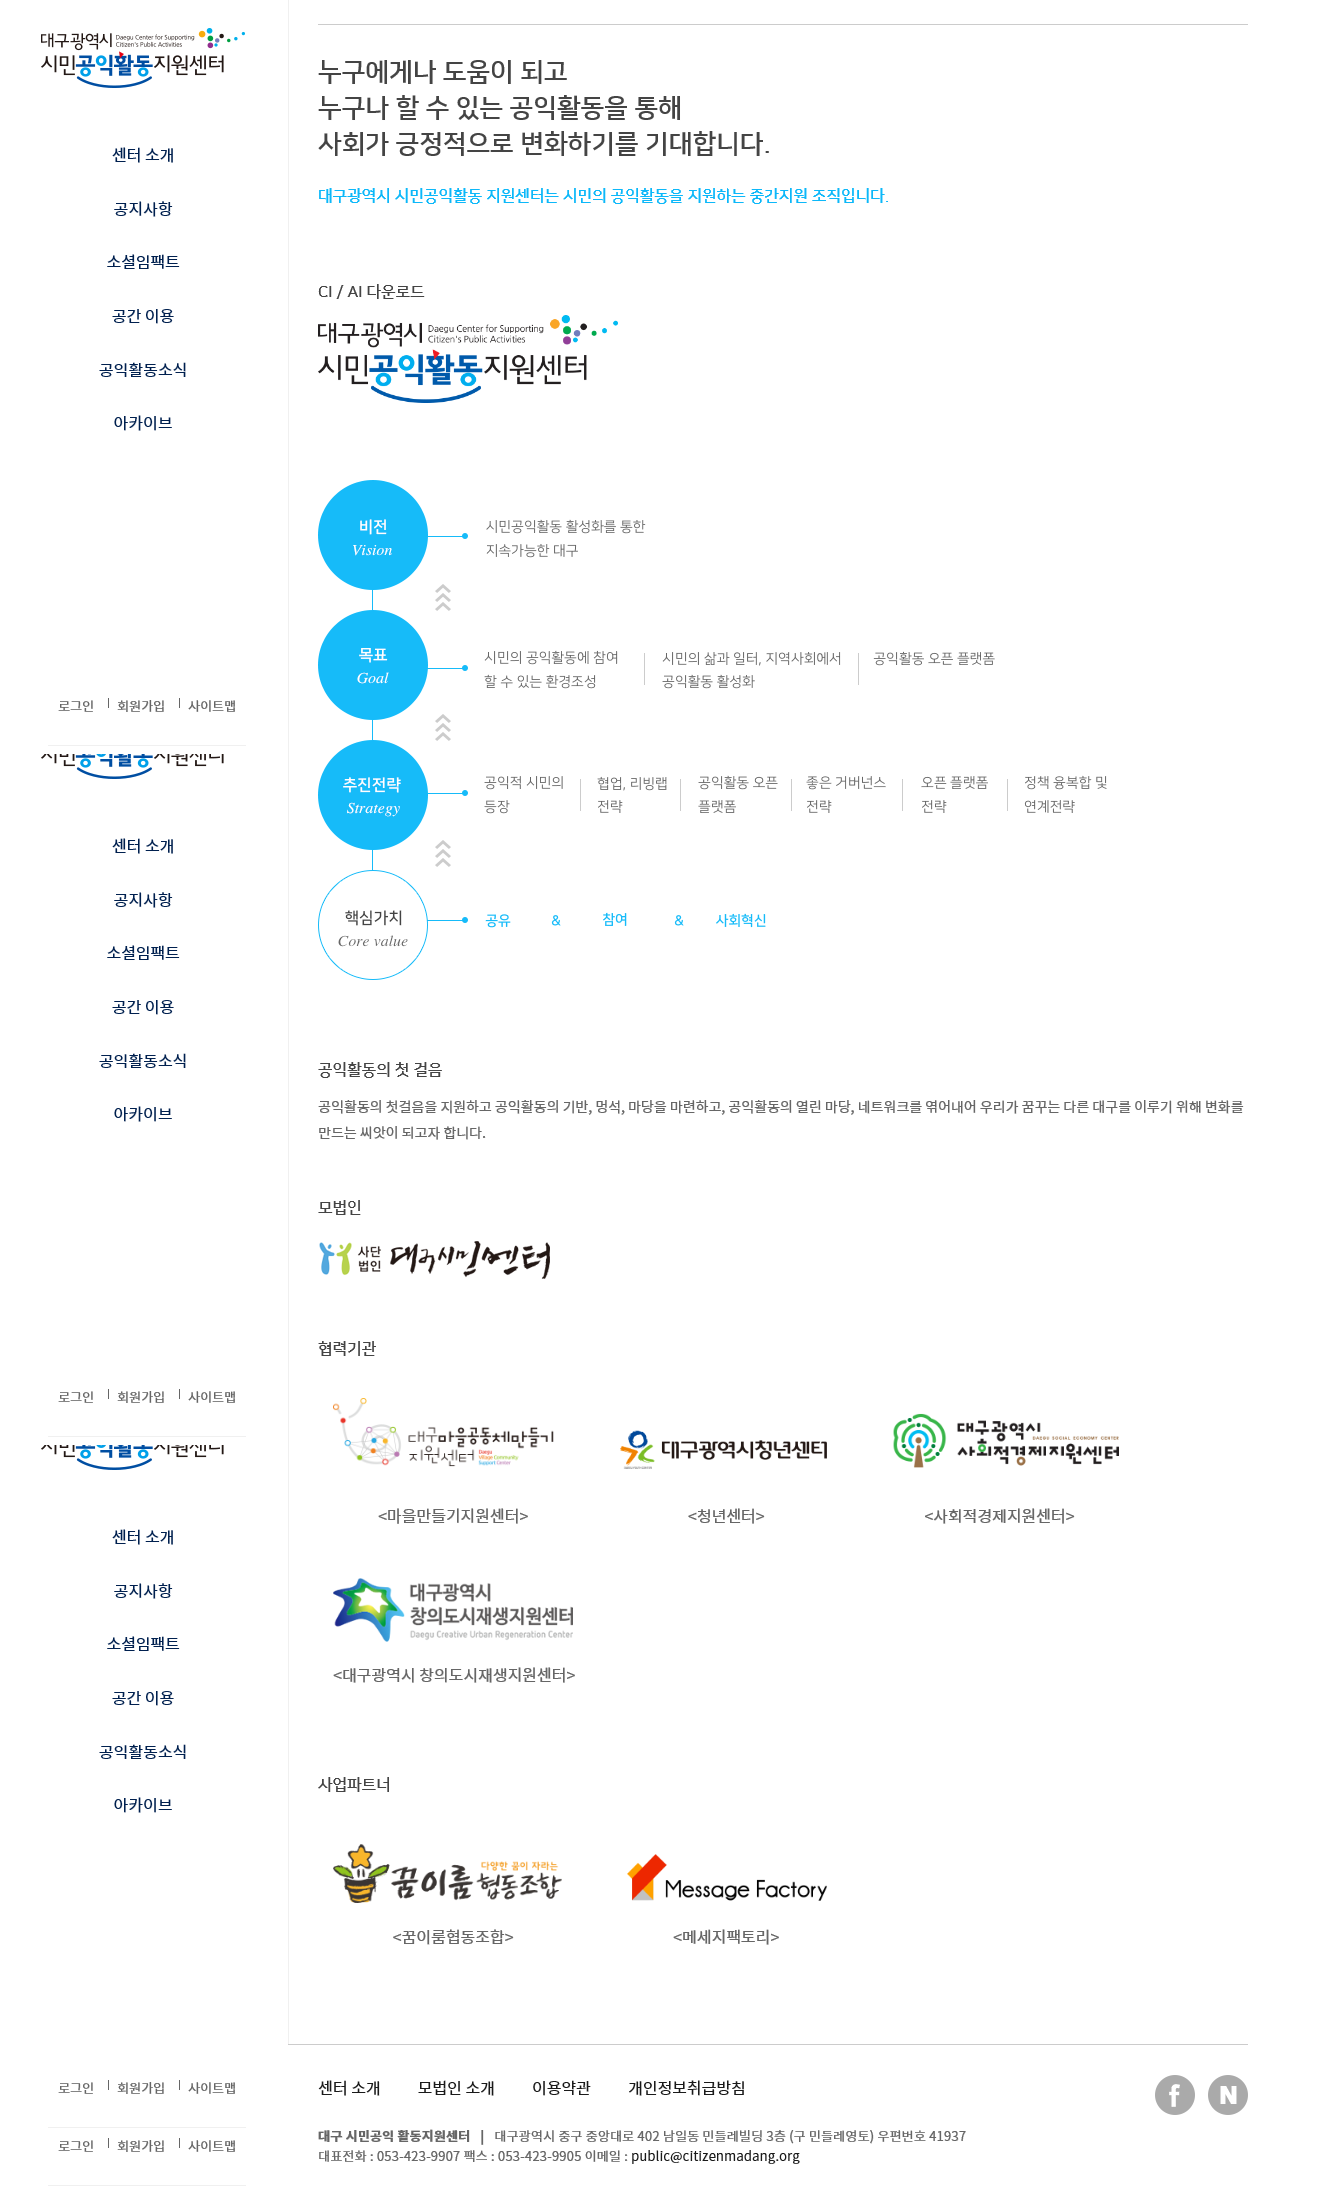 대구광역시 Daegu Center for Supporting
Citizen's Public Activities
시민공익활동지원센터
센터 소개
공지사항
소셜임팩트
공간 이용
공익활동소식
아카이브
로그인
회원가입
사이트맵
시민공익활동지원센터
센터 소개
공지사항
소셜임팩트
공간 이용
공익활동소식
아카이브
로그인
회원가입
사이트맵
시민공익활동지원센터
센터 소개
공지사항
소셜임팩트
공간 이용
공익활동소식
아카이브
로그인
회원가입
사이트맵
로그인
회원가입
사이트맵
누구에게나 도움이 되고
누구나 할 수 있는 공익활동을 통해
사회가 긍정적으로 변화하기를 기대합니다.
대구광역시 시민공익활동 지원센터는 시민의 공익활동을 지원하는 중간지원 조직입니다.
CI / AI 다운로드
대구광역시 Daegu Center for Supporting
Citizen's Public Activities
시민공익활동지원센터
비전
Vision
시민공익활동 활성화를 통한
지속가능한 대구
목표
Goal
시민의 공익활동에 참여
할 수 있는 환경조성
시민의 삶과 일터, 지역사회에서
공익활동 활성화
공익활동 오픈 플랫폼
추진전략
Strategy
공익적 시민의
등장
협업, 리빙랩
전략
공익활동 오픈
플랫폼
좋은 거버넌스
전략
오픈 플랫폼
전략
정책 융복합 및
연계전략
핵심가치
Core value
공유 & 참여 & 사회혁신
공익활동의 첫 걸음
공익활동의 첫걸음을 지원하고 공익활동의 기반, 멍석, 마당을 마련하고, 공익활동의 열린 마당, 네트워크를 엮어내어 우리가 꿈꾸는 다른 대구를 이루기 위해 변화를
만드는 씨앗이 되고자 합니다.
모법인
사단
법인
대구시민센터
협력기관
대구마을공동체만들기
지원센터
Daegu
Village Community
Support Center
<마을만들기지원센터>
대구광역시청년센터
<청년센터>
대구광역시
DAEGU SOCIAL ECONOMY CENTER
사회적경제지원센터
<사회적경제지원센터>
대구광역시
창의도시재생지원센터
Daegu Creative Urban Regeneration Center
<대구광역시 창의도시재생지원센터>
사업파트너
다양한 꿈이 자라는
꿈이룸 협동조합
<꿈이룸협동조합>
Message Factory
<메세지팩토리>
센터 소개
모법인 소개
이용약관
개인정보취급방침
f
N
대구 시민공익 활동지원센터 | 대구광역시 중구 중앙대로 402 남일동 민들레빌딩 3층 (구 민들레영토) 우편번호 41937
대표전화 : 053-423-9907 팩스 : 053-423-9905 이메일 : public@citizenmadang.org